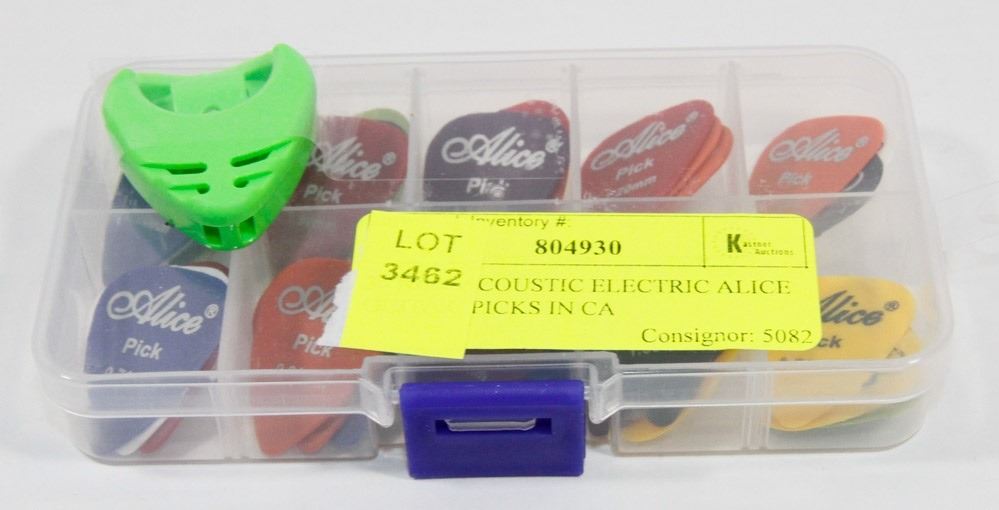 Alice®
Pick
Alice®
Pick
Alice®
Pick
.20mm
Alice®
Pick
Inventory #:
LOT
3462
804930
Kastner
Auctions
COUSTIC ELECTRIC ALICE
PICKS IN CA
Consignor: 5082
Alice®
Pick
Pick
Alice®